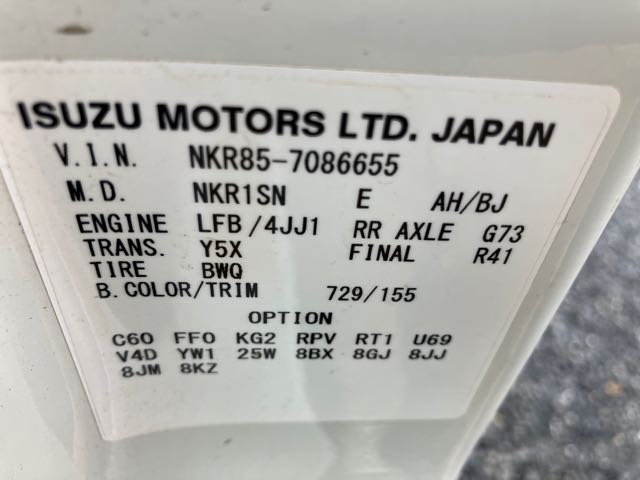 ISUZU MOTORS LTD. JAPAN
V.I.N. NKR85-7086655
M.D. NKR1SN E AH/BJ
ENGINE LFB/4JJ1 RR AXLE G73
TRANS. Y5X FINAL R41
TIRE BWQ
B.COLOR/TRIM 729/155
OPTION
C60 FF0 KG2 RPV RT1 U69
V4D YW1 25W 8BX 8GJ 8JJ
8JM 8KZ